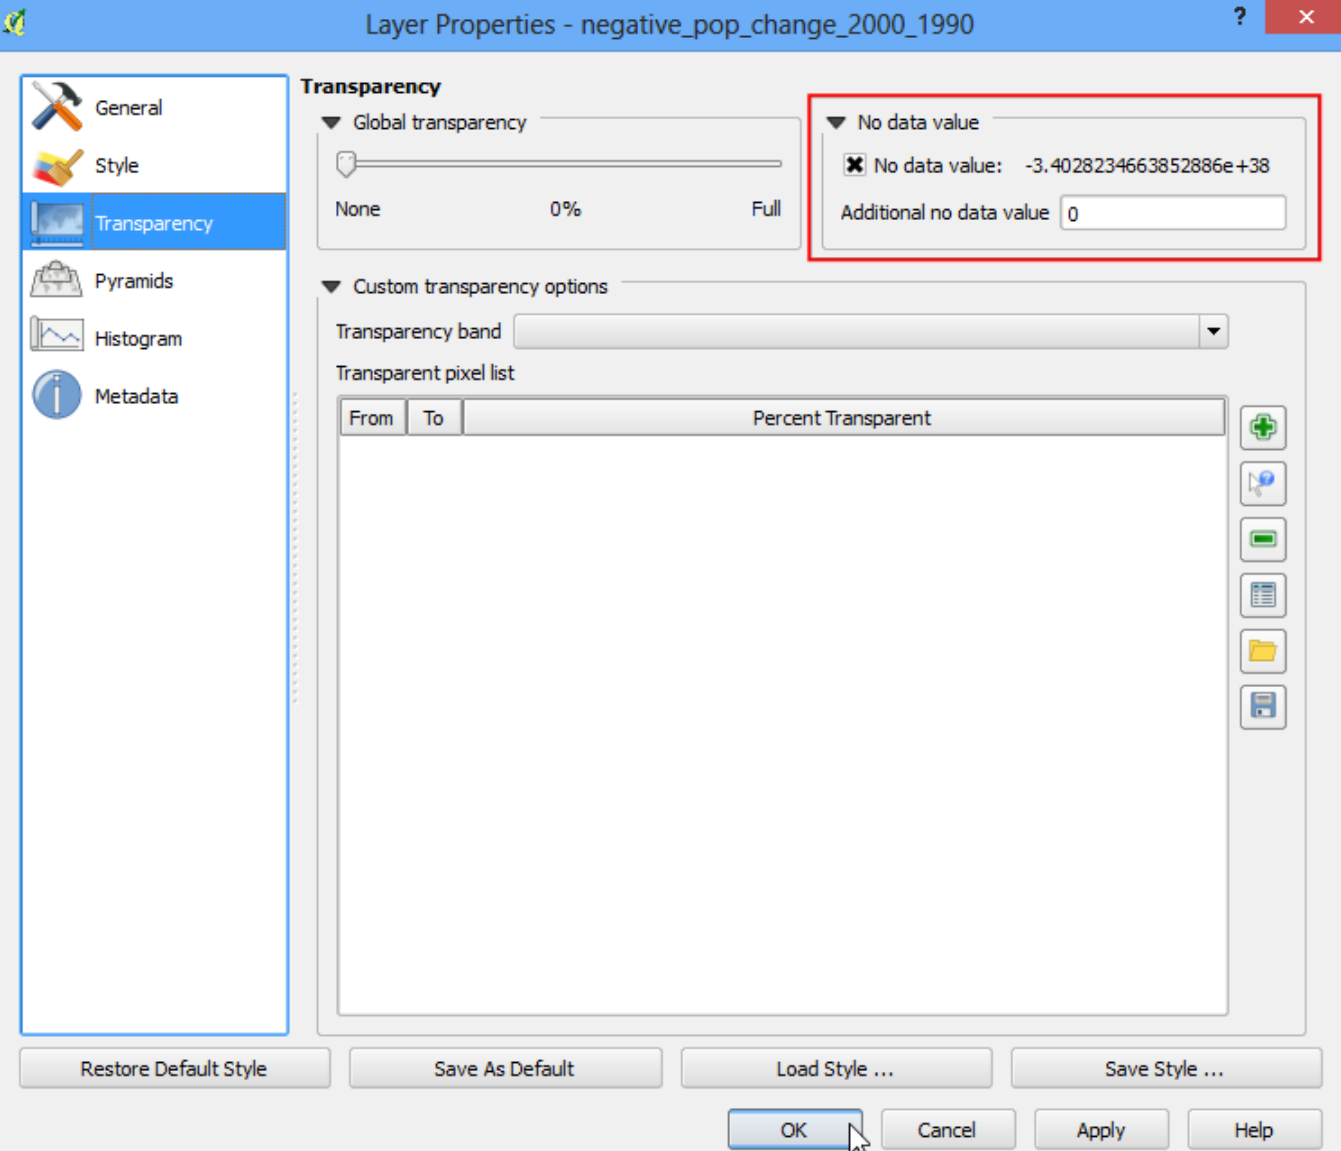 Layer Properties - negative_pop_change_2000_1990
?
General
Style
Transparency
Pyramids
Histogram
Metadata
Transparency
Global transparency
None 0% Full
No data value
No data value: -3.4028234663852886e+38
Additional no data value 0
Custom transparency options
Transparency band
Transparent pixel list
From To Percent Transparent
Restore Default Style Save As Default Load Style ... Save Style ...
OK Cancel Apply Help